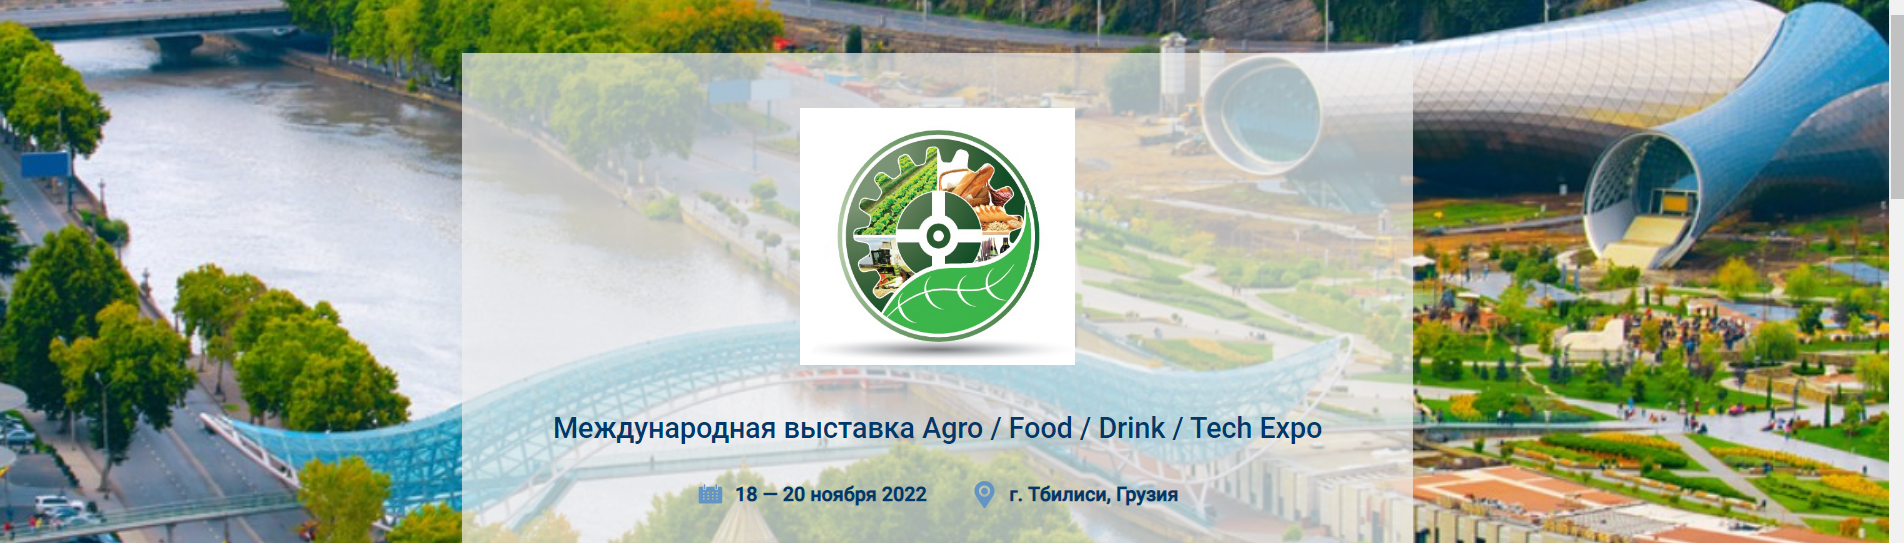 Международная выставка Agro / Food / Drink / Tech Expo
18 — 20 ноября 2022
г. Тбилиси, Грузия